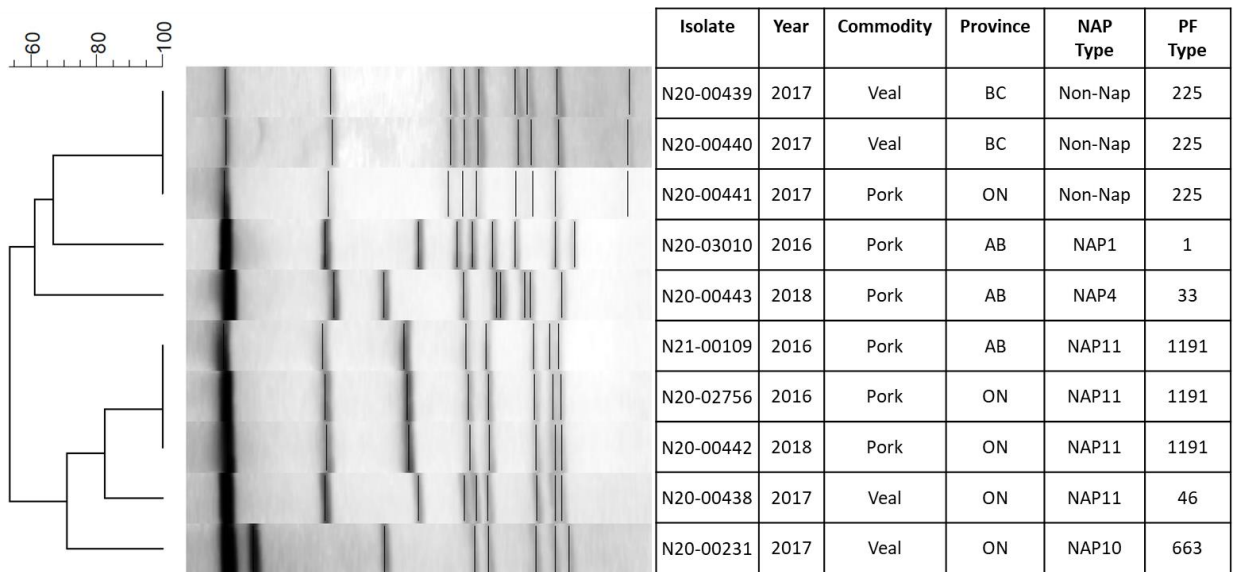 60 80 100
Isolate Year Commodity Province NAP Type PF Type
N20-00439 2017 Veal BC Non-Nap 225
N20-00440 2017 Veal BC Non-Nap 225
N20-00441 2017 Pork ON Non-Nap 225
N20-03010 2016 Pork AB NAP1 1
N20-00443 2018 Pork AB NAP4 33
N21-00109 2016 Pork AB NAP11 1191
N20-02756 2016 Pork ON NAP11 1191
N20-00442 2018 Pork ON NAP11 1191
N20-00438 2017 Veal ON NAP11 46
N20-00231 2017 Veal ON NAP10 663